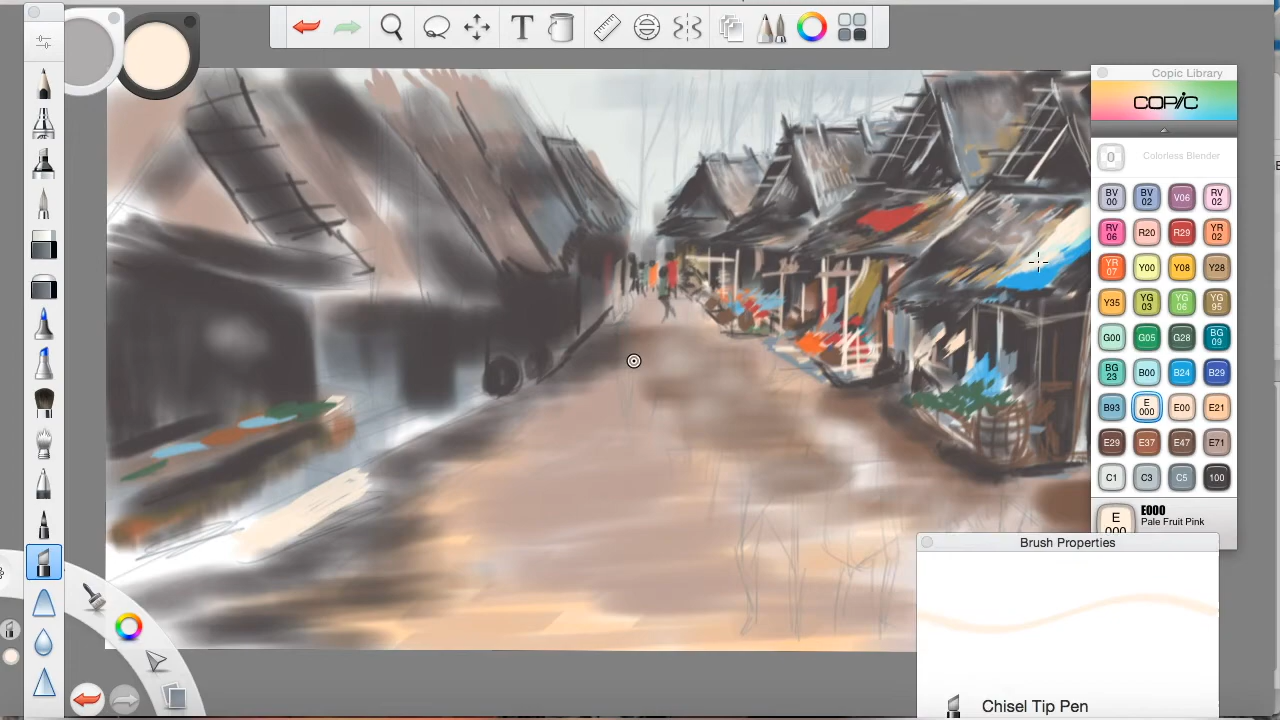 T
Copic Library
COPIC
0 Colorless Blender
BV 00 BV 02 V06 RV 02
RV 06 R20 R29 YR 02
YR 07 Y00 Y08 Y28
Y35 YG 03 YG 06 YG 95
G00 G05 G28 BG 09
BG 23 B00 B24 B29
B93 E 000 E00 E21
E29 E37 E47 E71
C1 C3 C5 100
E 000 E000
Pale Fruit Pink
Brush Properties
Chisel Tip Pen